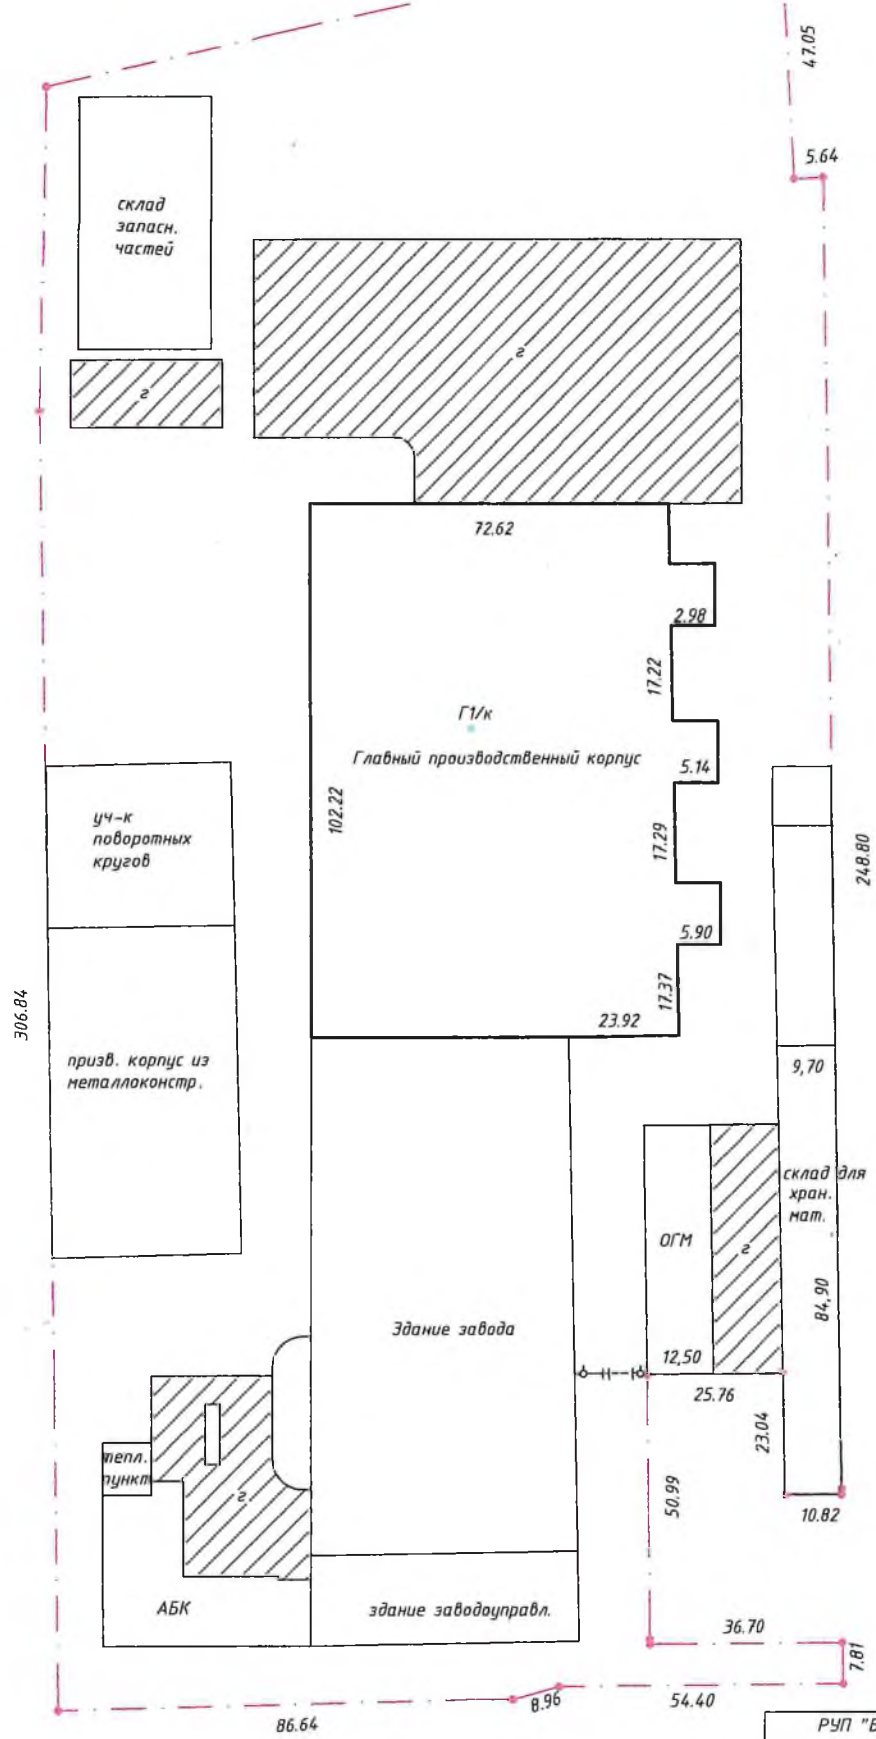 47.05
5.64
склад
запасн.
частей
г
г
72.62
2.98
17.22
Г1/к
Главный производственный корпус
5.14
102.22
17.29
уч-к
поворотных
кругов
248.80
5.90
17.37
306.84
23.92
призв. корпус из
металлоконстр.
9,70
склад для
хран.
мат.
ОГМ
г
84,90
Здание завода
12,50
25.76
23.04
тепл.
пункт
г
50.99
10.82
АБК
здание заводоуправл.
36.70
7.81
8.96
54.40
86.64
РУП "